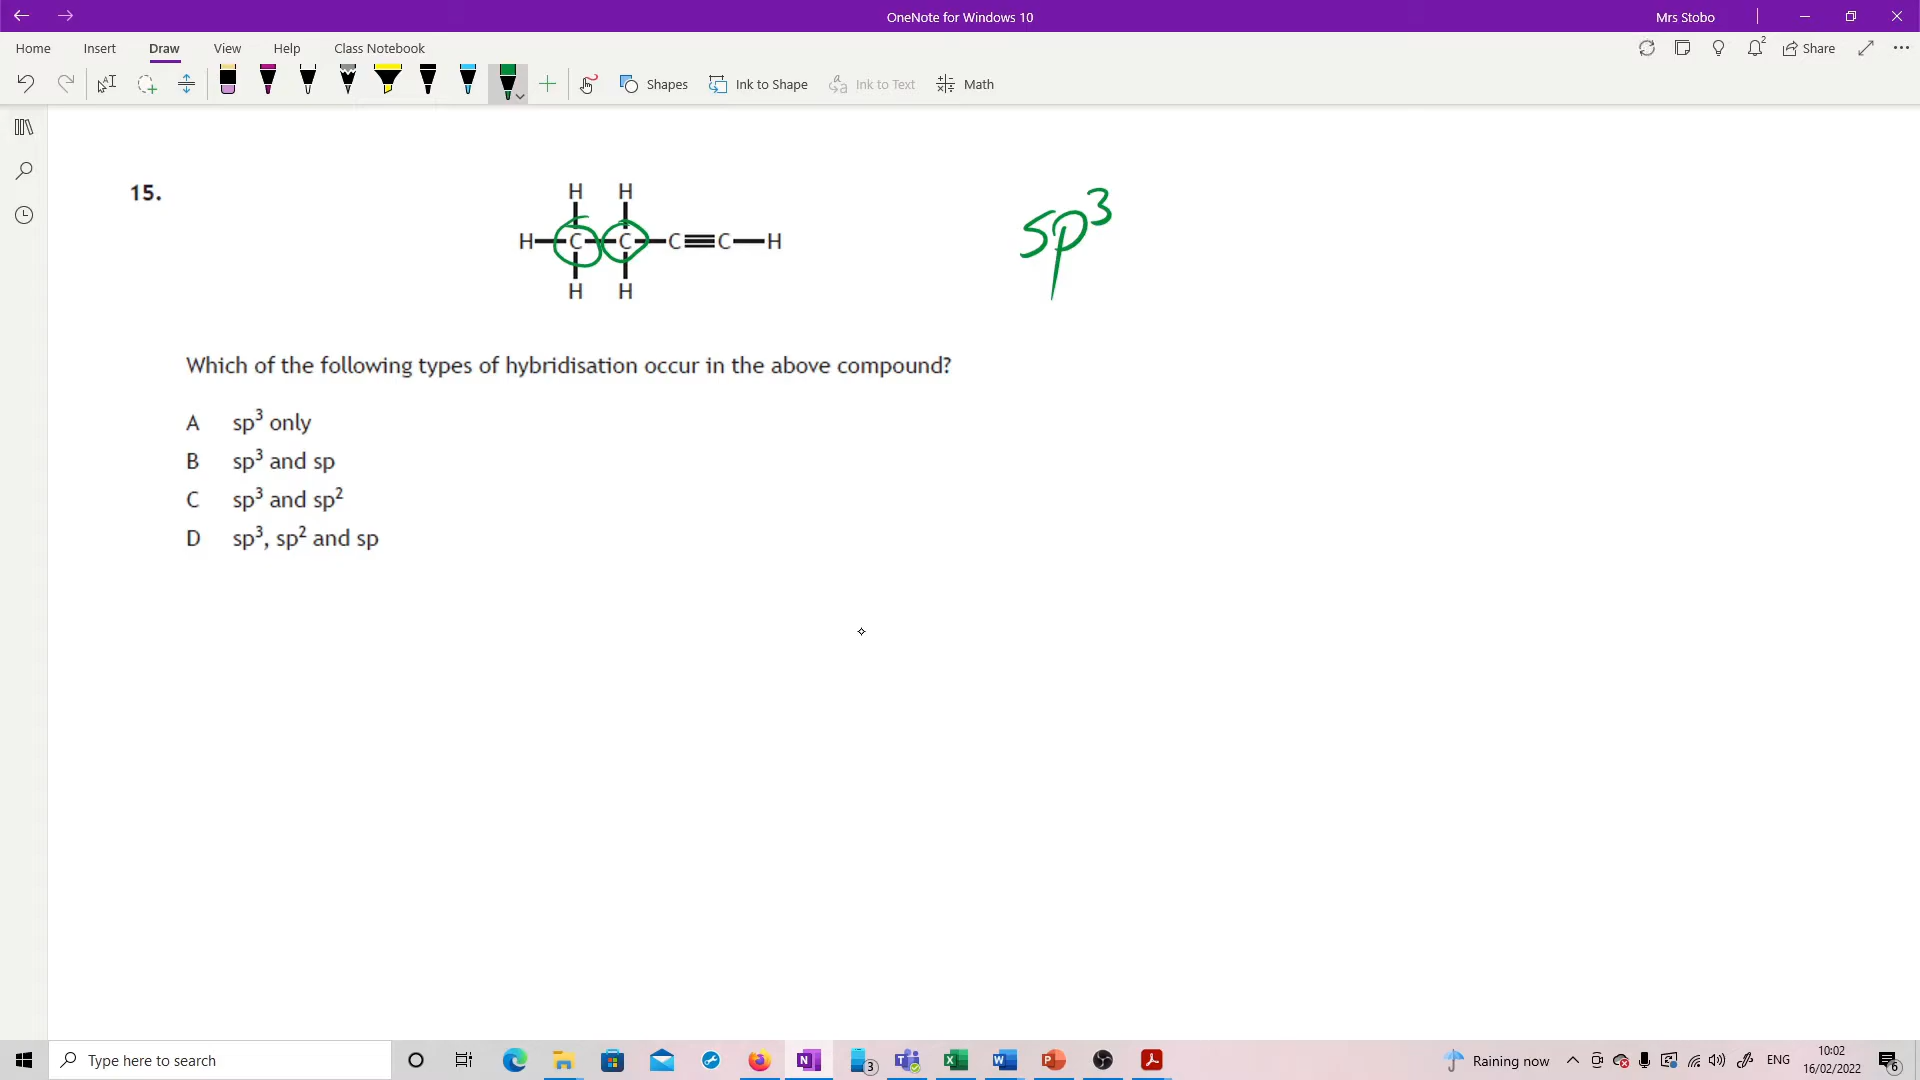 OneNote for Windows 10
Mrs Stobo
Home Insert Draw View Help Class Notebook
2
Share
Shapes Ink to Shape Ink to Text Math
15.
H H
H C C C C H
H H
sp³
Which of the following types of hybridisation occur in the above compound?
A sp³ only
B sp³ and sp
C sp³ and sp²
D sp³, sp² and sp
Type here to search
3
Raining now
ENG
10:02
16/02/2022
6